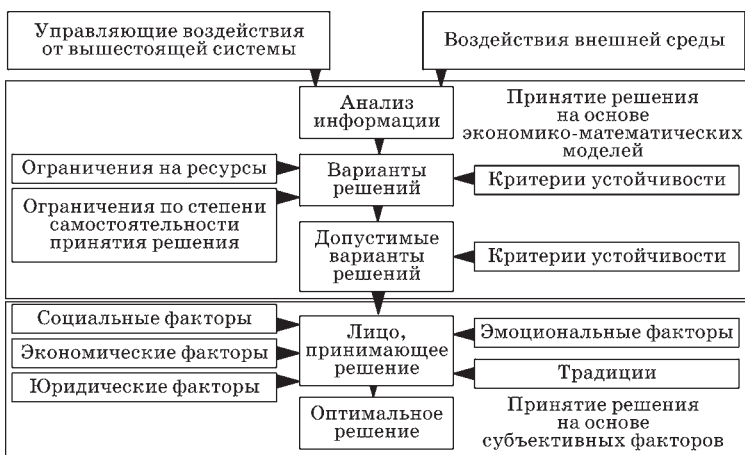 Управляющие воздействия
от вышестоящей системы
Воздействия внешней среды
Анализ
информации
Принятие решения
на основе
экономико-математических
моделей
Ограничения на ресурсы
Варианты
решений
Критерии устойчивости
Ограничения по степени
самостоятельности
принятия решения
Допустимые
варианты
решений
Критерии устойчивости
Социальные факторы
Экономические факторы
Юридические факторы
Лицо,
принимающее
решение
Эмоциональные факторы
Традиции
Оптимальное
решение
Принятие решения
на основе
субъективных факторов